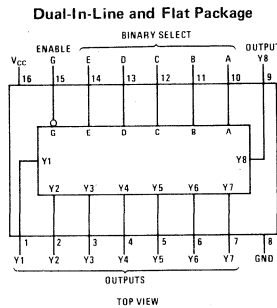 Dual-In-Line and Flat Package
BINARY SELECT
ENABLE OUTPUT
VCC G E D C B A Y8
16 15 14 13 12 11 10 9
G E D C B A
Y1 Y8
Y2 Y3 Y4 Y5 Y6 Y7
1 2 3 4 5 6 7 8
Y1 Y2 Y3 Y4 Y5 Y6 Y7 GND
OUTPUTS
TOP VIEW